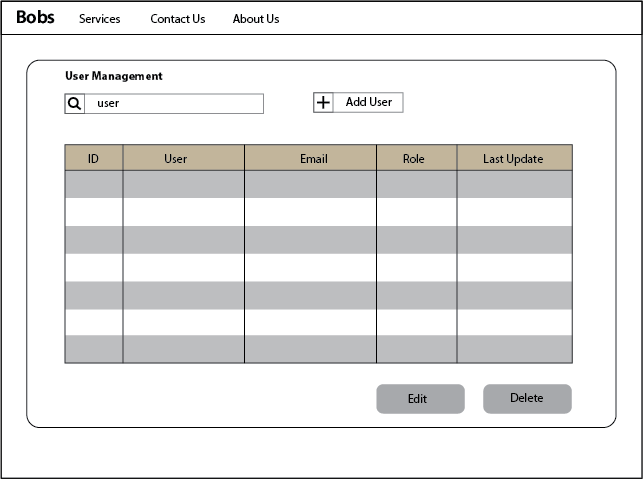 Bobs Services Contact Us About Us
User Management
user Add User
ID User Email Role Last Update
Edit Delete